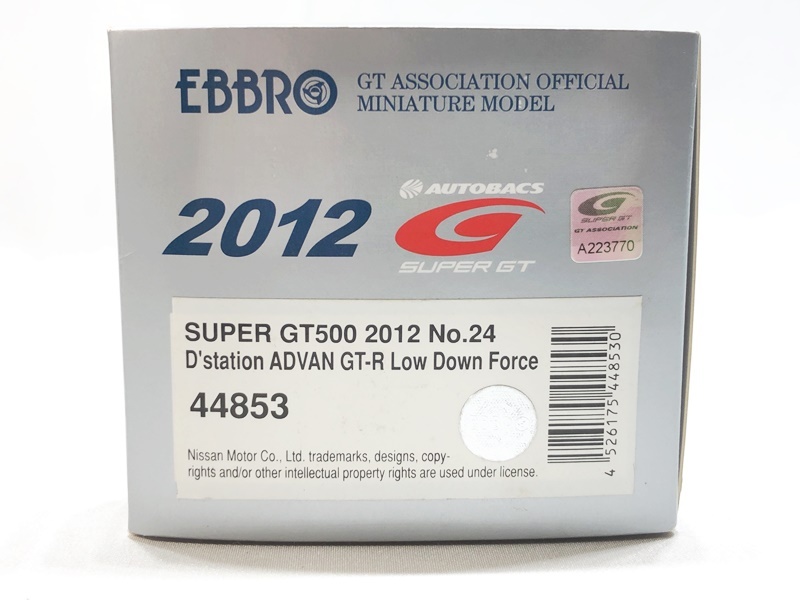 EBBRO
GT ASSOCIATION OFFICIAL
MINIATURE MODEL
2012
AUTOBACS
SUPER GT
SUPER GT
GT ASSOCIATION
A223770
SUPER GT500 2012 No.24
D'station ADVAN GT-R Low Down Force
44853
Nissan Motor Co., Ltd. trademarks, designs, copy-
rights and/or other intellectual property rights are used under license.
4 526175 448530